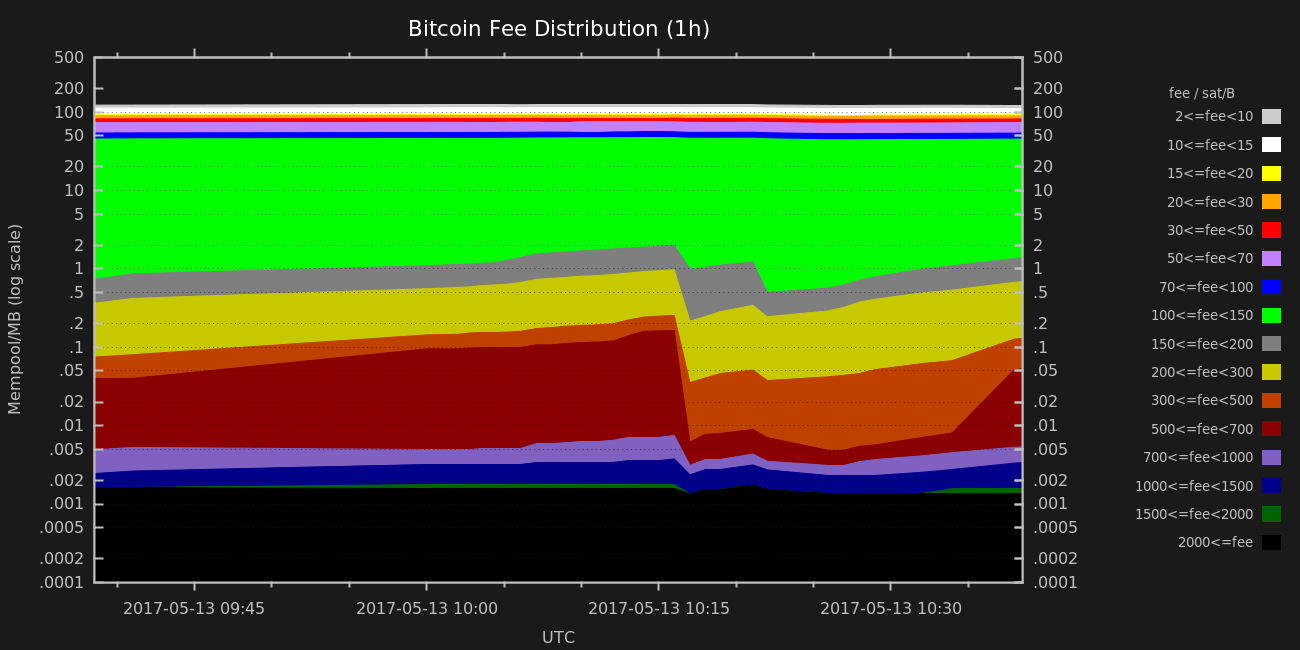 Bitcoin Fee Distribution (1h)
500
200
100
50
20
10
5
2
1
.5
.2
.1
.05
.02
.01
.005
.002
.001
.0005
.0002
.0001
Mempool/MB (log scale)
500
200
100
50
20
10
5
2
1
.5
.2
.1
.05
.02
.01
.005
.002
.001
.0005
.0002
.0001
2017-05-13 09:45
2017-05-13 10:00
2017-05-13 10:15
2017-05-13 10:30
UTC
fee / sat/B
2<=fee<10
10<=fee<15
15<=fee<20
20<=fee<30
30<=fee<50
50<=fee<70
70<=fee<100
100<=fee<150
150<=fee<200
200<=fee<300
300<=fee<500
500<=fee<700
700<=fee<1000
1000<=fee<1500
1500<=fee<2000
2000<=fee